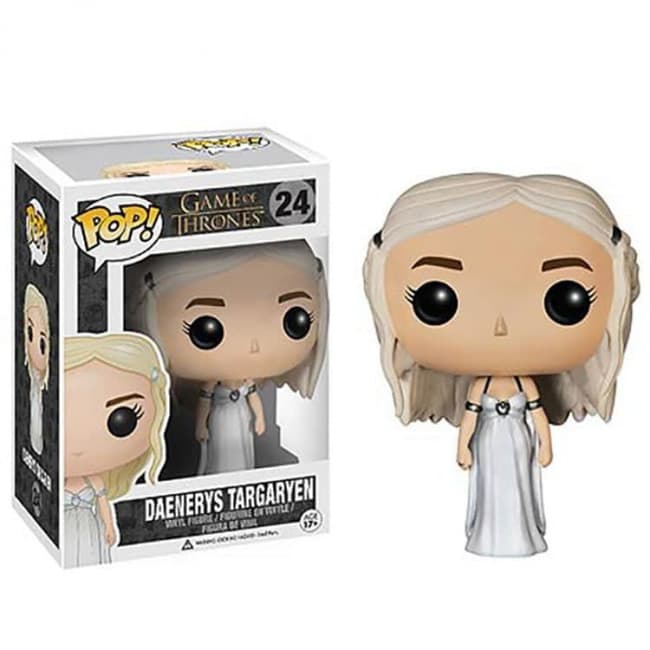 POP!
GAME OF
THRONES
24
DAENERYS TARGARYEN
VINYL FIGURE / FIGURINE EN VINYLE /
FIGURA DE VINIL
AGE
17+